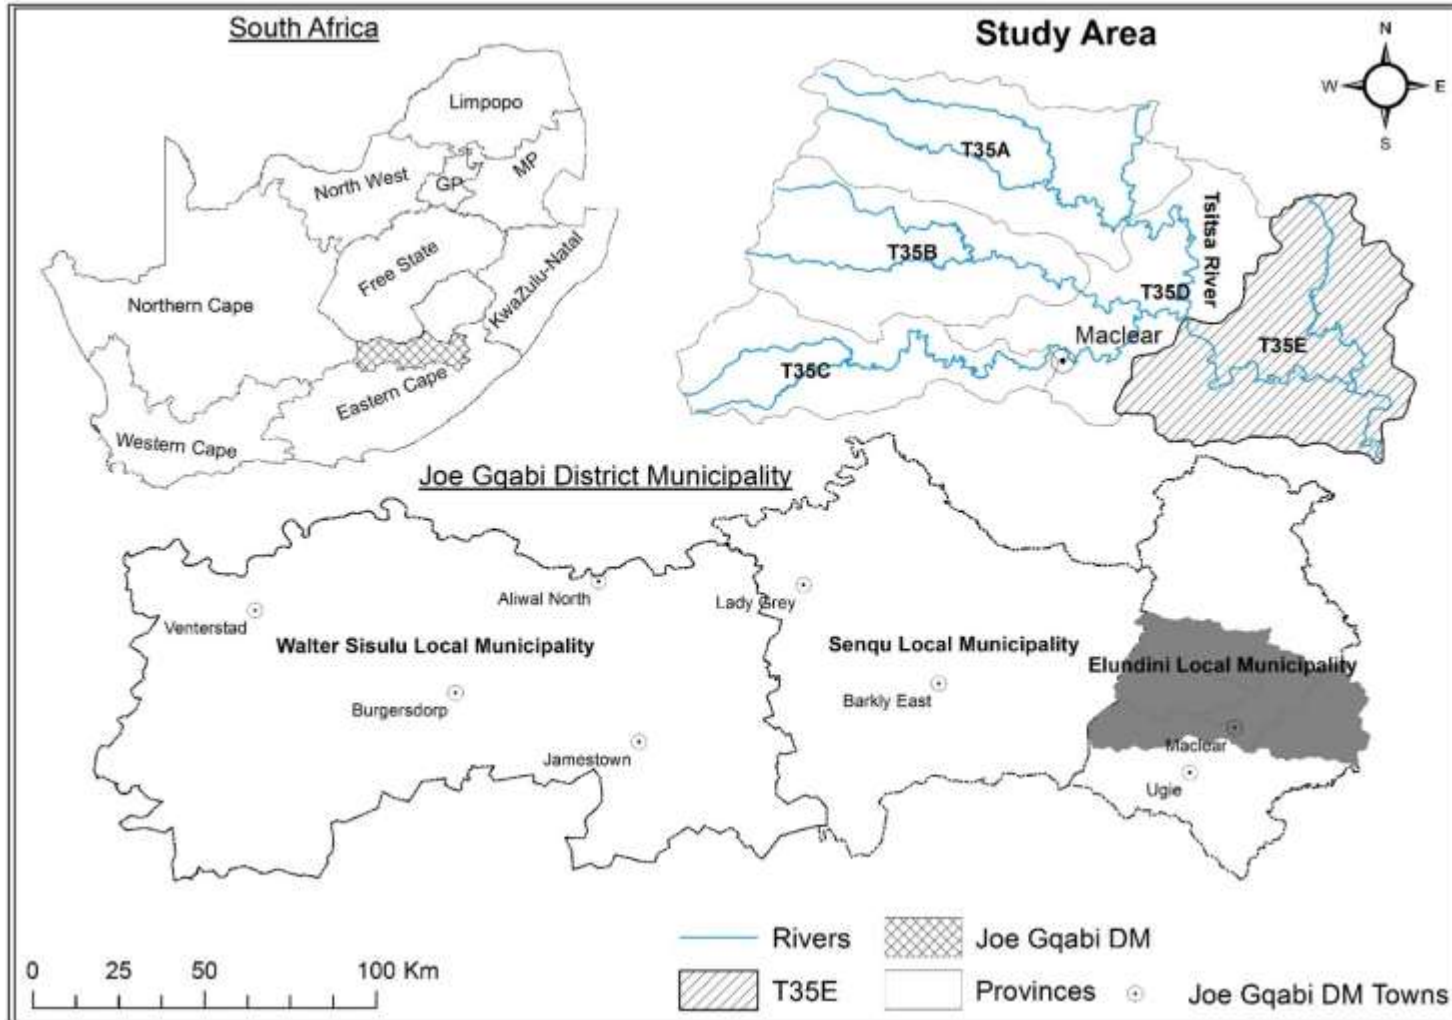 South Africa
Limpopo
North West
GP
MP
Free State
KwaZulu-Natal
Northern Cape
Eastern Cape
Western Cape
Study Area
N
W
E
S
T35A
T35B
Tsitsa River
T35D
Maclear
T35E
T35C
Joe Gqabi District Municipality
Aliwal North
Lady Grey
Venterstad
Walter Sisulu Local Municipality
Senqu Local Municipality
Elundini Local Municipality
Burgersdorp
Barkly East
Jamestown
Maclear
Ugie
Rivers
Joe Gqabi DM
T35E
Provinces
Joe Gqabi DM Towns
0 25 50 100 Km